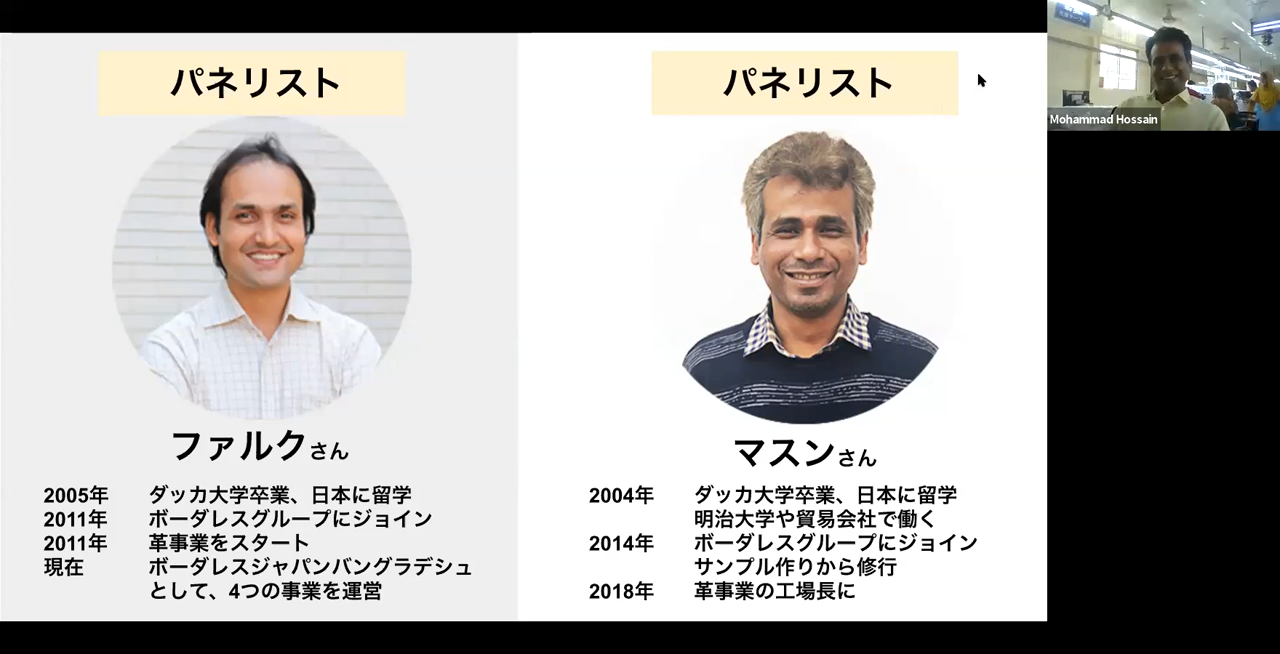 パネリスト
ファルクさん
2005年 ダッカ大学卒業、日本に留学
2011年 ボーダレスグループにジョイン
2011年 革事業をスタート
現在 ボーダレスジャパンバングラデシュ
として、4つの事業を運営
パネリスト
マスンさん
2004年 ダッカ大学卒業、日本に留学
明治大学や貿易会社で働く
2014年 ボーダレスグループにジョイン
サンプル作りから修行
2018年 革事業の工場長に
Mohammad Hossain